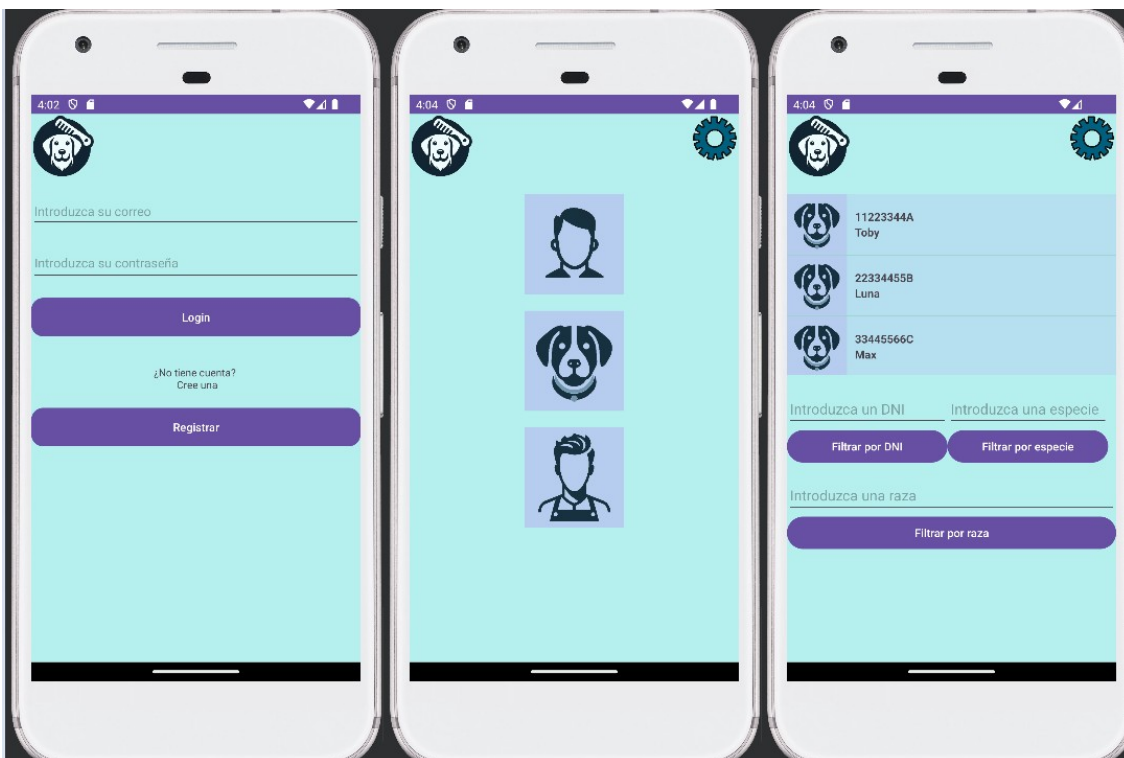 4:02
Introduzca su correo
Introduzca su contraseña
Login
¿No tiene cuenta?
Cree una
Registrar
4:04
4:04
11223344A
Toby
22334455B
Luna
33445566C
Max
Introduzca un DNI
Introduzca una especie
Filtrar por DNI
Filtrar por especie
Introduzca una raza
Filtrar por raza